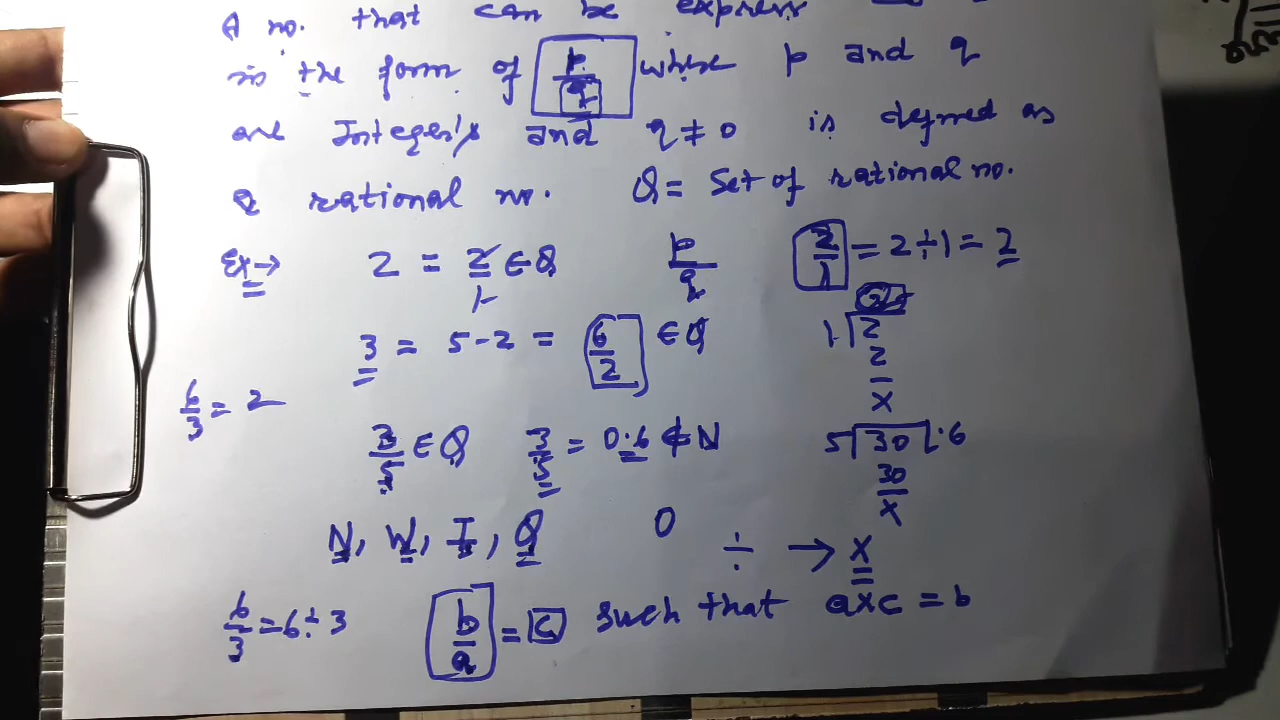 A no. that can be express
in the form of p/q where p and q
are Integer's and q ≠ 0 is defined as
a rational no. Q = Set of rational no.
Ex→ 2 = 2/1 ∈ Q p/q 2/1 = 2÷1 = 2
3 = 5-2 = 6/2 ∈ Q 1 2
2
x
6/3 = 2
3/5 ∈ Q 3/5 = 0.6 ∉ N 5 30 .6
30
x
N, W, I, Q 0 ÷ → x
6/3 = 6÷3 b/a = c such that a×c = b